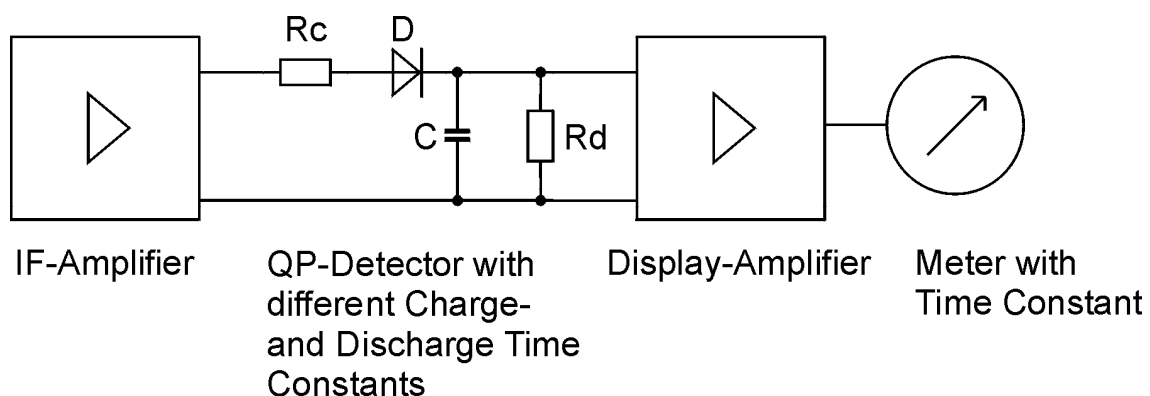 Rc
D
C
Rd
IF-Amplifier
QP-Detector with
different Charge-
and Discharge Time
Constants
Display-Amplifier
Meter with
Time Constant